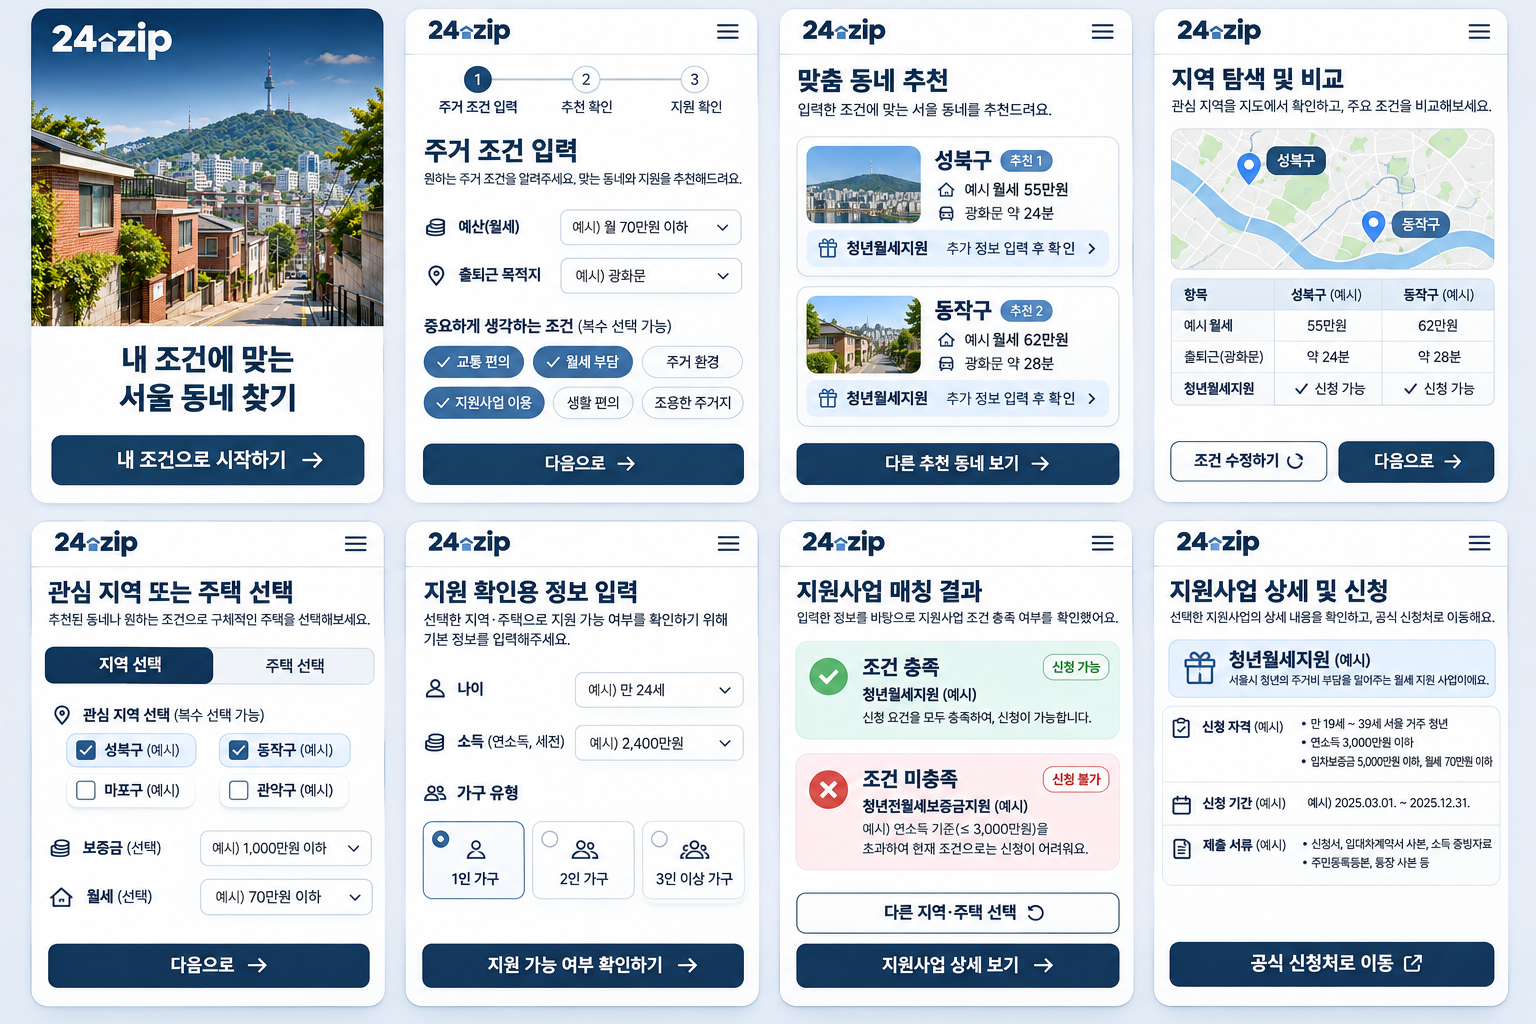 24zip
내 조건에 맞는
서울 동네 찾기
내 조건으로 시작하기 →
24zip
1 2 3
주거 조건 입력 추천 확인 지원 확인
주거 조건 입력
원하는 주거 조건을 알려주세요. 맞는 동네와 지원을 추천해드려요.
예산(월세) 예시) 월 70만원 이하
출퇴근 목적지 예시) 광화문
중요하게 생각하는 조건 (복수 선택 가능)
✓ 교통 편의 ✓ 월세 부담 주거 환경
✓ 지원사업 이용 생활 편의 조용한 주거지
다음으로 →
24zip
맞춤 동네 추천
입력한 조건에 맞는 서울 동네를 추천드려요.
성북구 추천 1
예시 월세 55만원
광화문 약 24분
청년월세지원 추가 정보 입력 후 확인 >
동작구 추천 2
예시 월세 62만원
광화문 약 28분
청년월세지원 추가 정보 입력 후 확인 >
다른 추천 동네 보기 →
24zip
지역 탐색 및 비교
관심 지역을 지도에서 확인하고, 주요 조건을 비교해보세요.
성북구
동작구
항목 성북구 (예시) 동작구 (예시)
예시 월세 55만원 62만원
출퇴근(광화문) 약 24분 약 28분
청년월세지원 ✓ 신청 가능 ✓ 신청 가능
조건 수정하기 다음으로 →
24zip
관심 지역 또는 주택 선택
추천된 동네나 원하는 조건으로 구체적인 주택을 선택해보세요.
지역 선택 주택 선택
관심 지역 선택 (복수 선택 가능)
성북구 (예시) 동작구 (예시)
마포구 (예시) 관악구 (예시)
보증금 (선택) 예시) 1,000만원 이하
월세 (선택) 예시) 70만원 이하
다음으로 →
24zip
지원 확인용 정보 입력
선택한 지역·주택으로 지원 가능 여부를 확인하기 위해
기본 정보를 입력해주세요.
나이 예시) 만 24세
소득 (연소득, 세전) 예시) 2,400만원
가구 유형
1인 가구 2인 가구 3인 이상 가구
지원 가능 여부 확인하기 →
24zip
지원사업 매칭 결과
입력한 정보를 바탕으로 지원사업 조건 충족 여부를 확인했어요.
조건 충족 신청 가능
청년월세지원 (예시)
신청 요건을 모두 충족하여, 신청이 가능합니다.
조건 미충족 신청 불가
청년전월세보증금지원 (예시)
예시) 연소득 기준(≤ 3,000만원)을
초과하여 현재 조건으로는 신청이 어려워요.
다른 지역·주택 선택
지원사업 상세 보기 →
24zip
지원사업 상세 및 신청
선택한 지원사업의 상세 내용을 확인하고, 공식 신청처로 이동해요.
청년월세지원 (예시)
서울시 청년의 주거비 부담을 덜어주는 월세 지원 사업이에요.
신청 자격 (예시) • 만 19세 ~ 39세 서울 거주 청년
• 연소득 3,000만원 이하
• 임차보증금 5,000만원 이하, 월세 70만원 이하
신청 기간 (예시) 예시) 2025.03.01. ~ 2025.12.31.
제출 서류 (예시) • 신청서, 임대차계약서 사본, 소득 증빙자료
• 주민등록등본, 통장 사본 등
공식 신청처로 이동